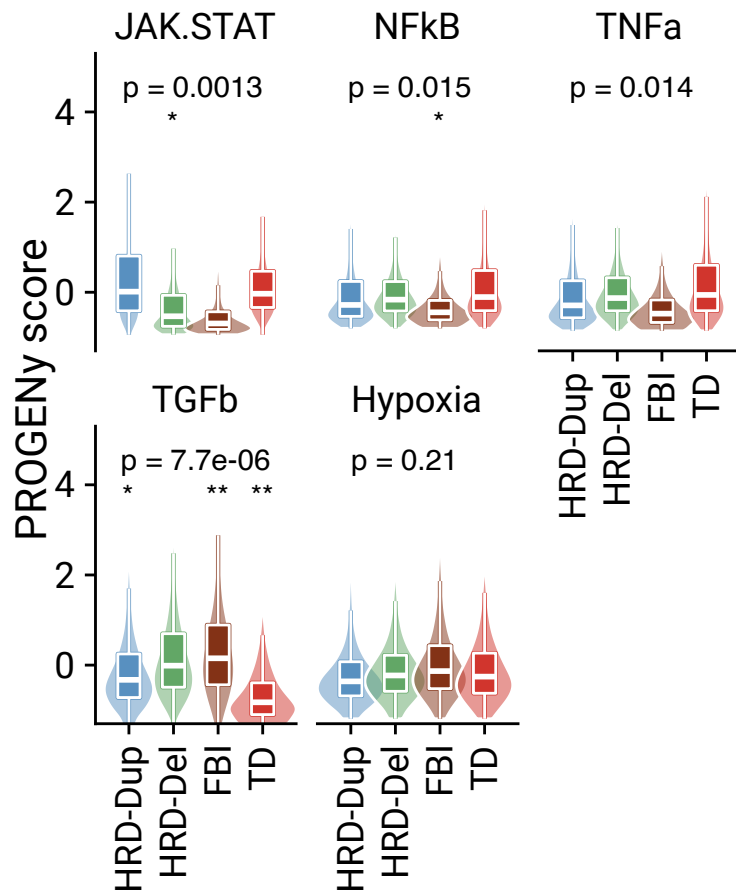 JAK.STAT
NFkB
TNFa
p = 0.0013
p = 0.015
p = 0.014
*
*
4
2
0
PROGENy score
HRD-Dup
HRD-Del
FBI
TD
TGFb
Hypoxia
p = 7.7e-06
p = 0.21
*
**
**
4
2
0
HRD-Dup
HRD-Del
FBI
TD
HRD-Dup
HRD-Del
FBI
TD